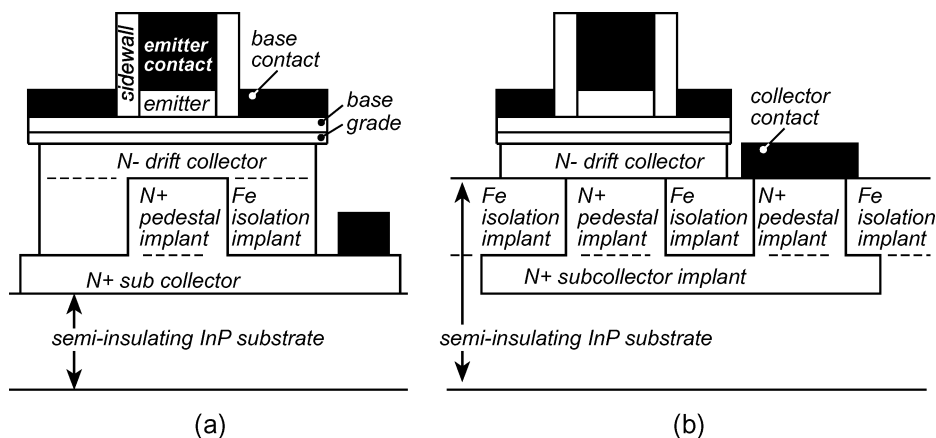 sidewall
emitter
contact
emitter
base
contact
base
grade
N- drift collector
N+
pedestal
implant
Fe
isolation
implant
N+ sub collector
semi-insulating InP substrate
(a)
collector
contact
N- drift collector
Fe
isolation
implant
N+
pedestal
implant
Fe
isolation
implant
N+
pedestal
implant
Fe
isolation
implant
N+ subcollector implant
semi-insulating InP substrate
(b)